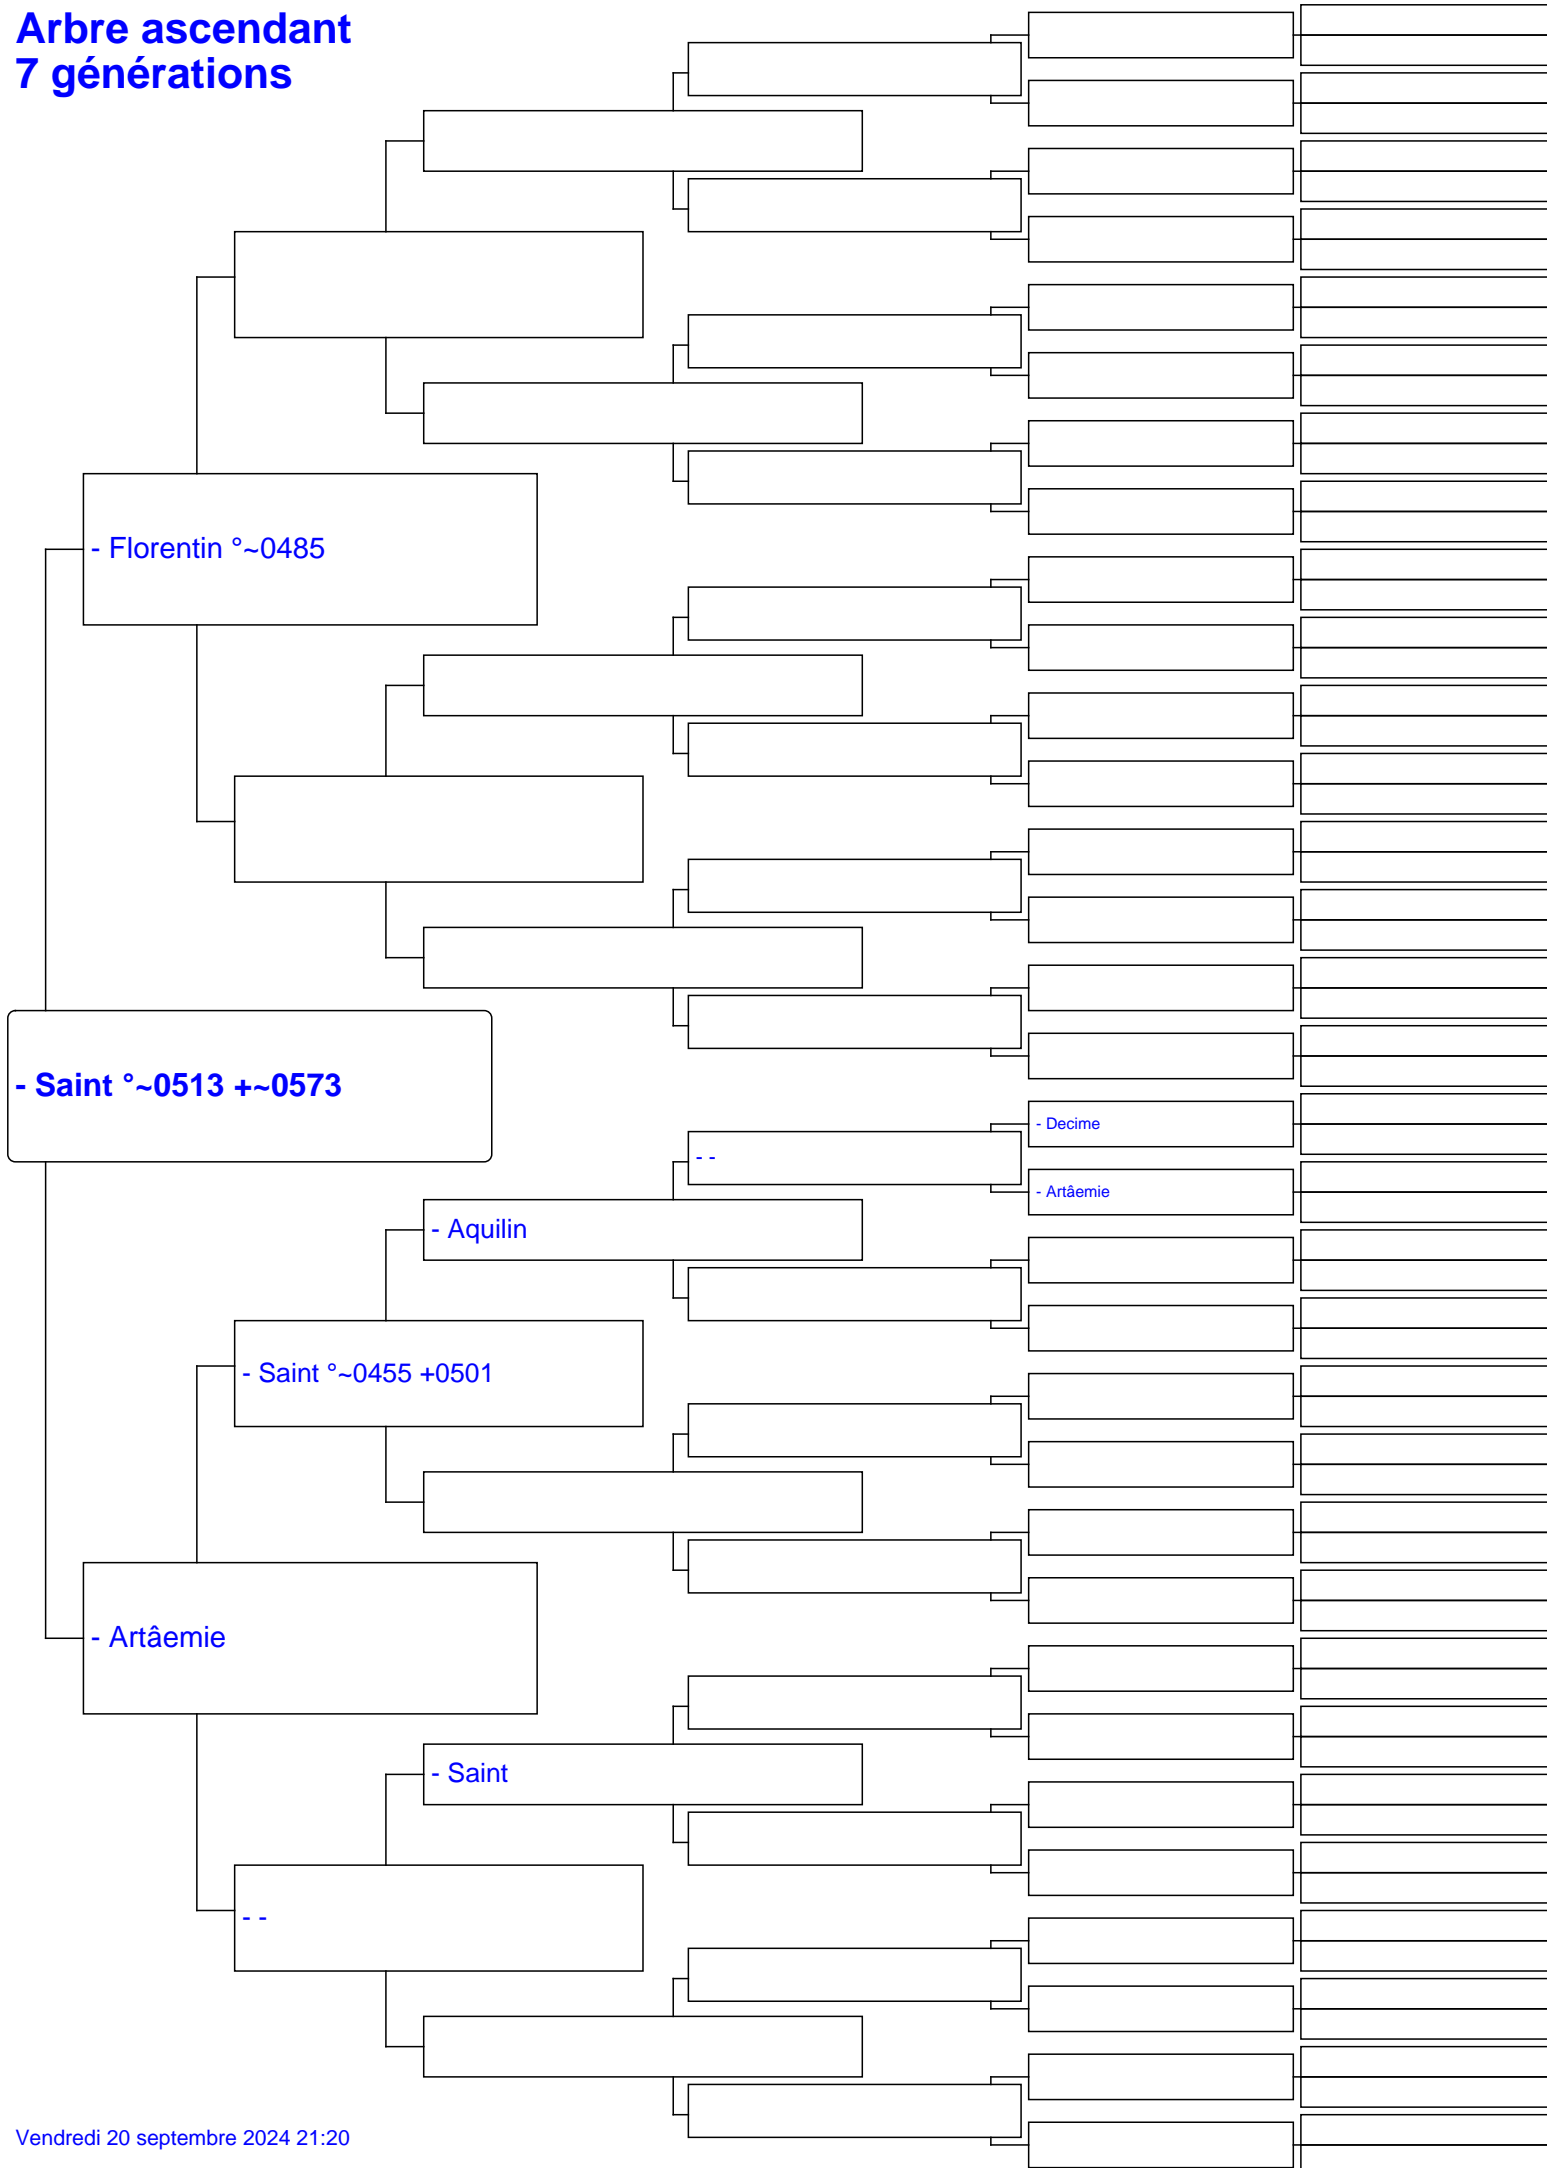 Arbre ascendant
7 générations
- Florentin °~0485
- Saint °~0513 +~0573
- Decime
- -
- Artâemie
- Aquilin
- Saint °~0455 +0501
- Artâemie
- Saint
- -
Vendredi 20 septembre 2024 21:20